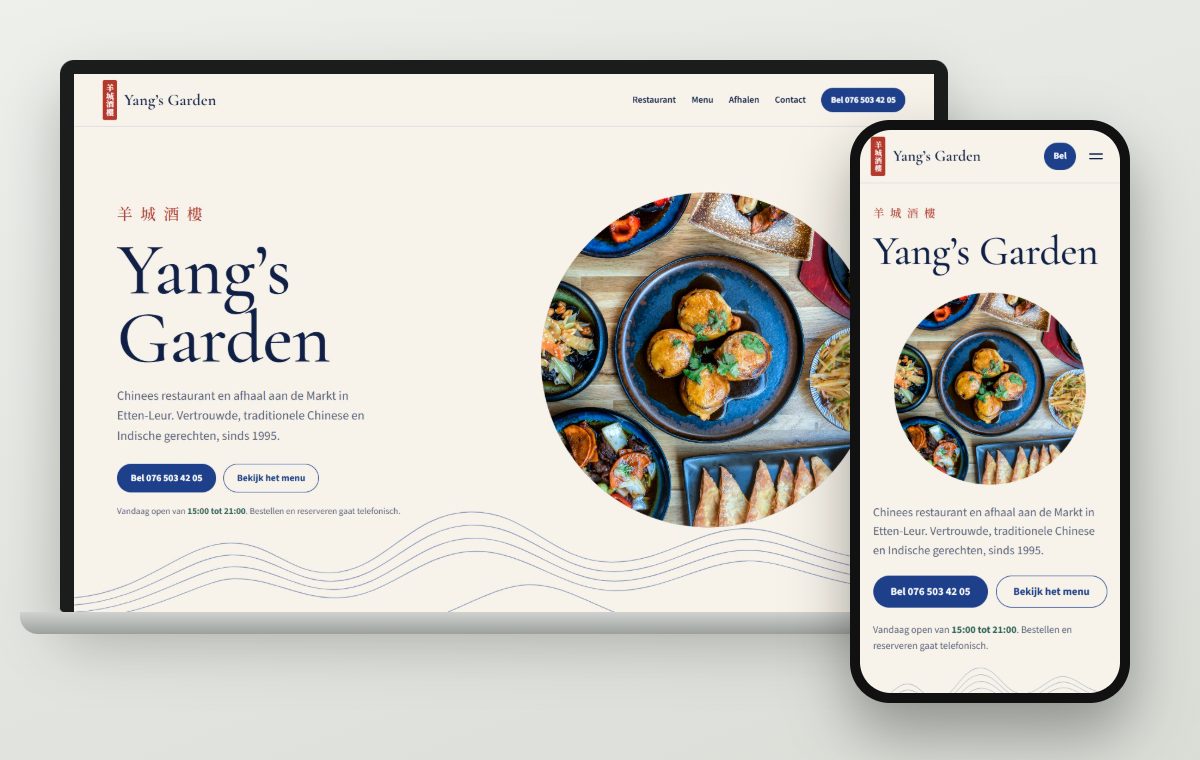 羊城酒樓
Yang's Garden
Restaurant Menu Afhalen Contact Bel 076 503 42 05
羊城酒樓
Yang's
Garden
Chinees restaurant en afhaal aan de Markt in
Etten-Leur. Vertrouwde, traditionele Chinese en
Indische gerechten, sinds 1995.
Bel 076 503 42 05 Bekijk het menu
Vandaag open van 15:00 tot 21:00. Bestellen en reserveren gaat telefonisch.
羊城酒樓
Yang's Garden
Bel
羊城酒樓
Yang's Garden
Chinees restaurant en afhaal aan de Markt in
Etten-Leur. Vertrouwde, traditionele Chinese
en Indische gerechten, sinds 1995.
Bel 076 503 42 05 Bekijk het menu
Vandaag open van 15:00 tot 21:00. Bestellen en
reserveren gaat telefonisch.